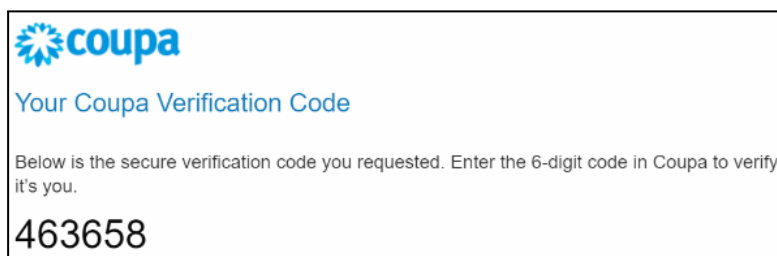 coupa
Your Coupa Verification Code
Below is the secure verification code you requested. Enter the 6-digit code in Coupa to verify
it's you.
463658